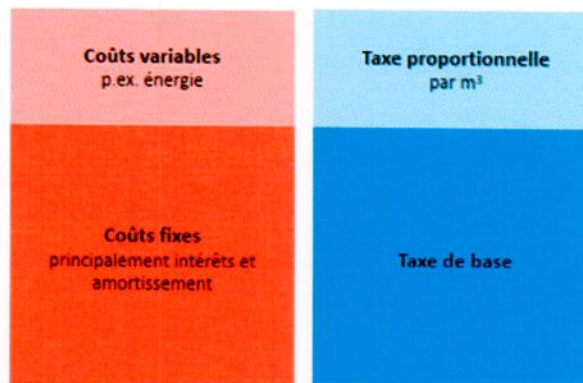 Coûts variables
p.ex. énergie
Coûts fixes
principalement intérêts et
amortissement
Taxe proportionnelle
par m³
Taxe de base